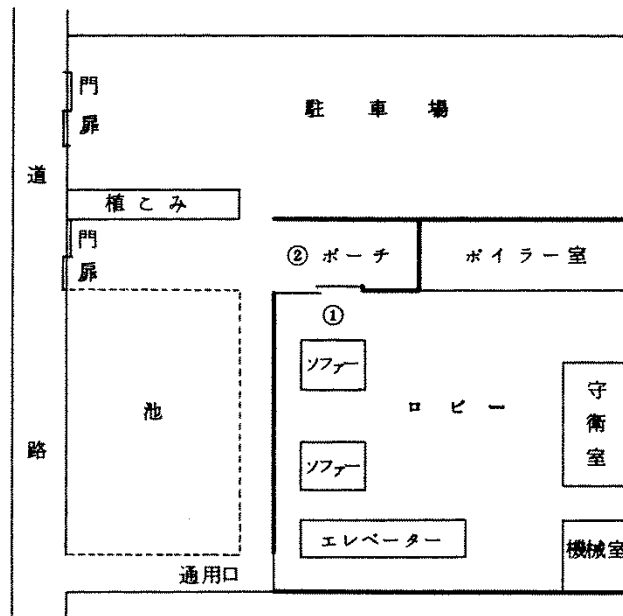 門扉
駐車場
道路
植こみ
門扉
② ポーチ
ボイラー室
①
ソファー
池
ロビー
守衛室
ソファー
エレベーター
機械室
通用口